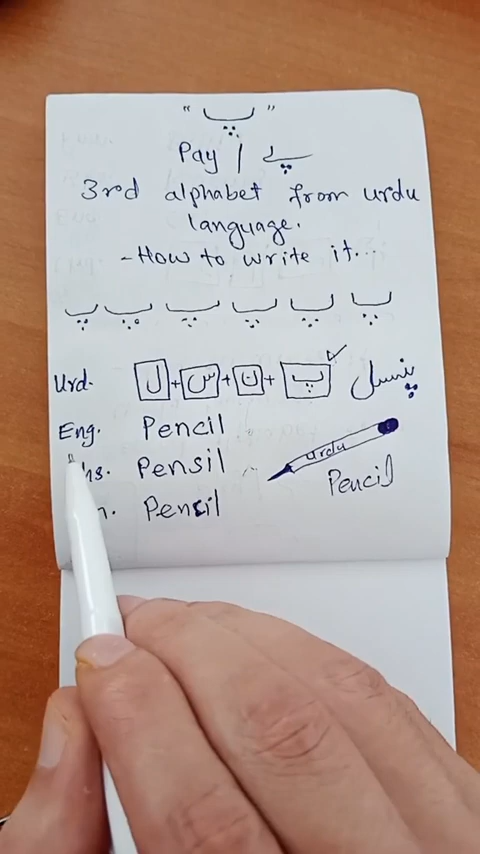 "پ"
Pay / پے
3rd alphabet from urdu
language.
-How to write it...
پ پ پ پ پ پ
Urd. ل + س + ن + پ ✓ پنسل
Eng. Pencil
hs. Pensil
urdu
Pencil
n. Pencil